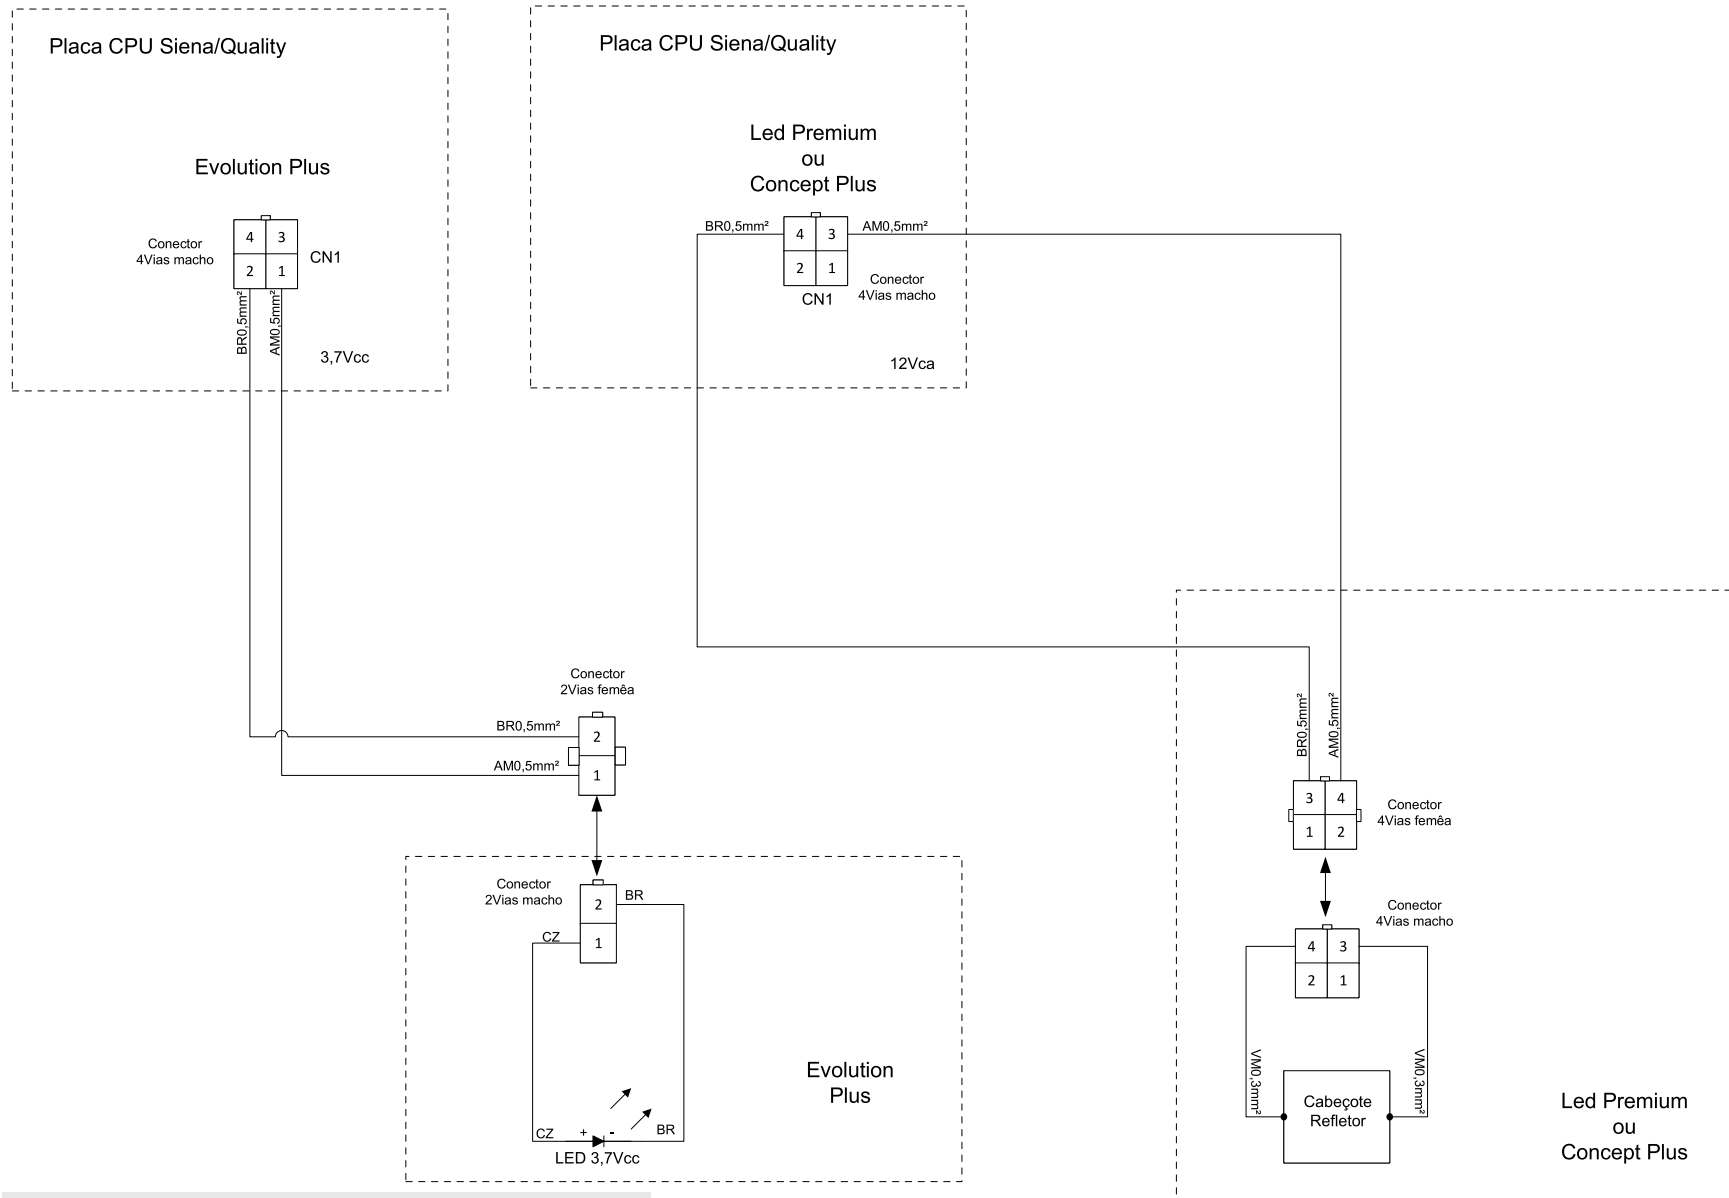 Placa CPU Siena/Quality
Evolution Plus
Conector
4Vias macho
4
3
2
1
CN1
BR0,5mm²
AM0,5mm²
3,7Vcc
Placa CPU Siena/Quality
Led Premium
ou
Concept Plus
BR0,5mm²
4
3
2
1
AM0,5mm²
CN1
Conector
4Vias macho
12Vca
Conector
2Vias femêa
BR0,5mm²
2
AM0,5mm²
1
Conector
2Vias macho
2
BR
CZ
1
CZ
+
-
BR
LED 3,7Vcc
Evolution
Plus
BR0,5mm²
AM0,5mm²
3
4
1
2
Conector
4Vias femêa
Conector
4Vias macho
4
3
2
1
VM0,3mm²
VM0,3mm²
Cabeçote
Refletor
Led Premium
ou
Concept Plus